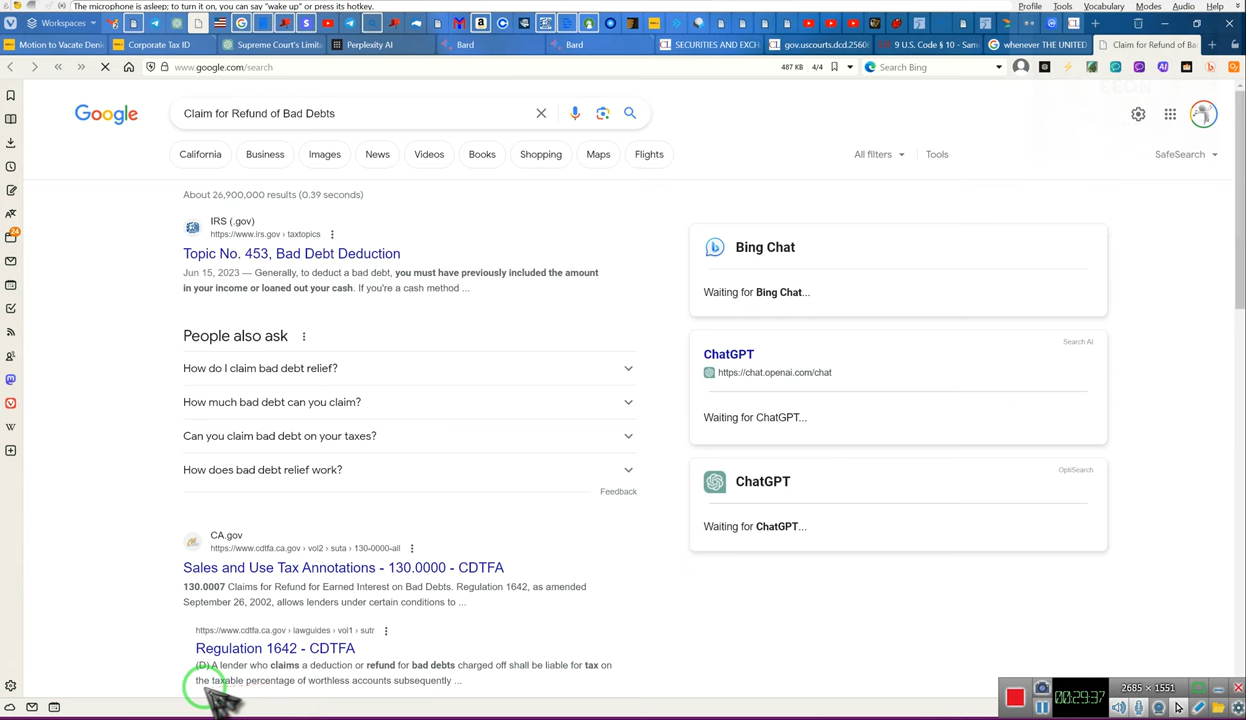 The microphone is asleep; to turn it on, you can say "wake up" or press its hotkey.
Profile Tools Vocabulary Modes Audio Help
Workspaces
Motion to Vacate Deni
Corporate Tax ID
Supreme Court's Limita
Perplexity AI
Bard
Bard
SECURITIES AND EXCH
gov.uscourts.dcd.2560
9 U.S. Code § 10 - Sam
whenever the UNITED
Claim for Refund of Ba
www.google.com/search
487 KB 4/4
Search Bing
Google
Claim for Refund of Bad Debts
California Business Images News Videos Books Shopping Maps Flights
All filters Tools SafeSearch
About 26,900,000 results (0.39 seconds)
IRS (.gov)
https://www.irs.gov › taxtopics
Topic No. 453, Bad Debt Deduction
Jun 15, 2023 — Generally, to deduct a bad debt, you must have previously included the amount
in your income or loaned out your cash. If you're a cash method ...
People also ask
How do I claim bad debt relief?
How much bad debt can you claim?
Can you claim bad debt on your taxes?
How does bad debt relief work?
Feedback
CA.gov
https://www.cdtfa.ca.gov › vol2 › suta › 130-0000-all
Sales and Use Tax Annotations - 130.0000 - CDTFA
130.0007 Claims for Refund for Earned Interest on Bad Debts. Regulation 1642, as amended
September 26, 2002, allows lenders under certain conditions to ...
https://www.cdtfa.ca.gov › lawguides › vol1 › sutr
Regulation 1642 - CDTFA
(D) A lender who claims a deduction or refund for bad debts charged off shall be liable for tax on
the taxable percentage of worthless accounts subsequently ...
Bing Chat
Waiting for Bing Chat...
Search AI
ChatGPT
https://chat.openai.com/chat
Waiting for ChatGPT...
OptiSearch
ChatGPT
Waiting for ChatGPT...
24
00:29:37
2685 x 1551